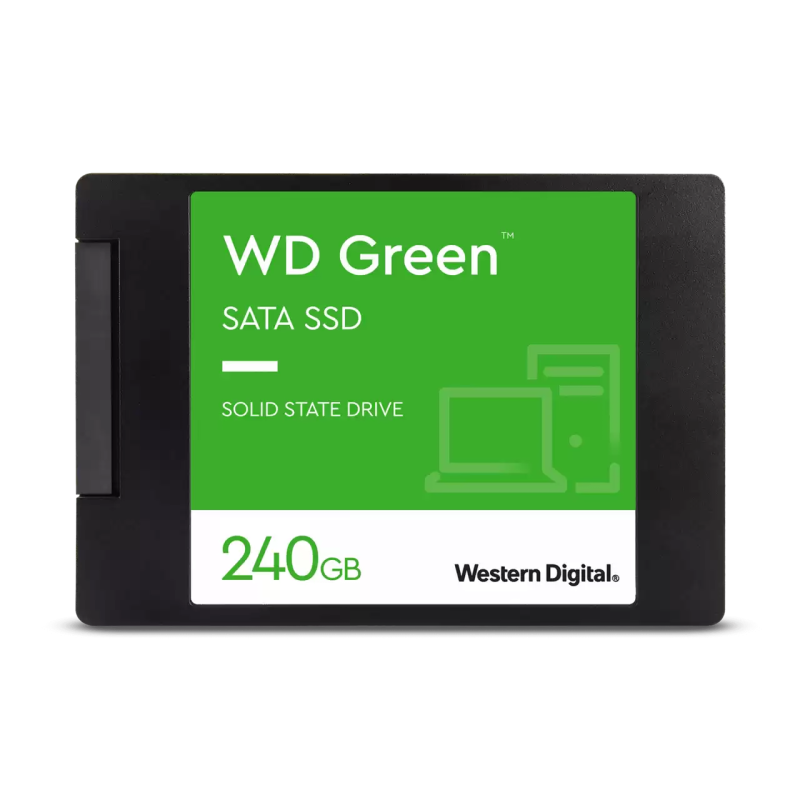 WD Green™
SATA SSD
SOLID STATE DRIVE
240GB
Western Digital®